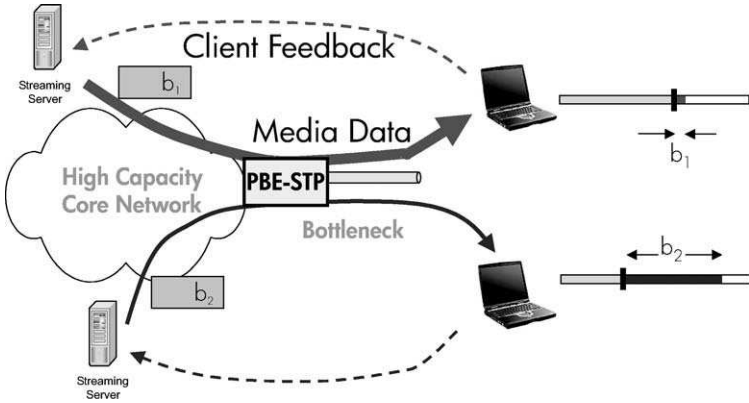 Client Feedback
Streaming
Server
b1
Media Data
High Capacity
Core Network
PBE-STP
b1
Bottleneck
b2
b2
Streaming
Server